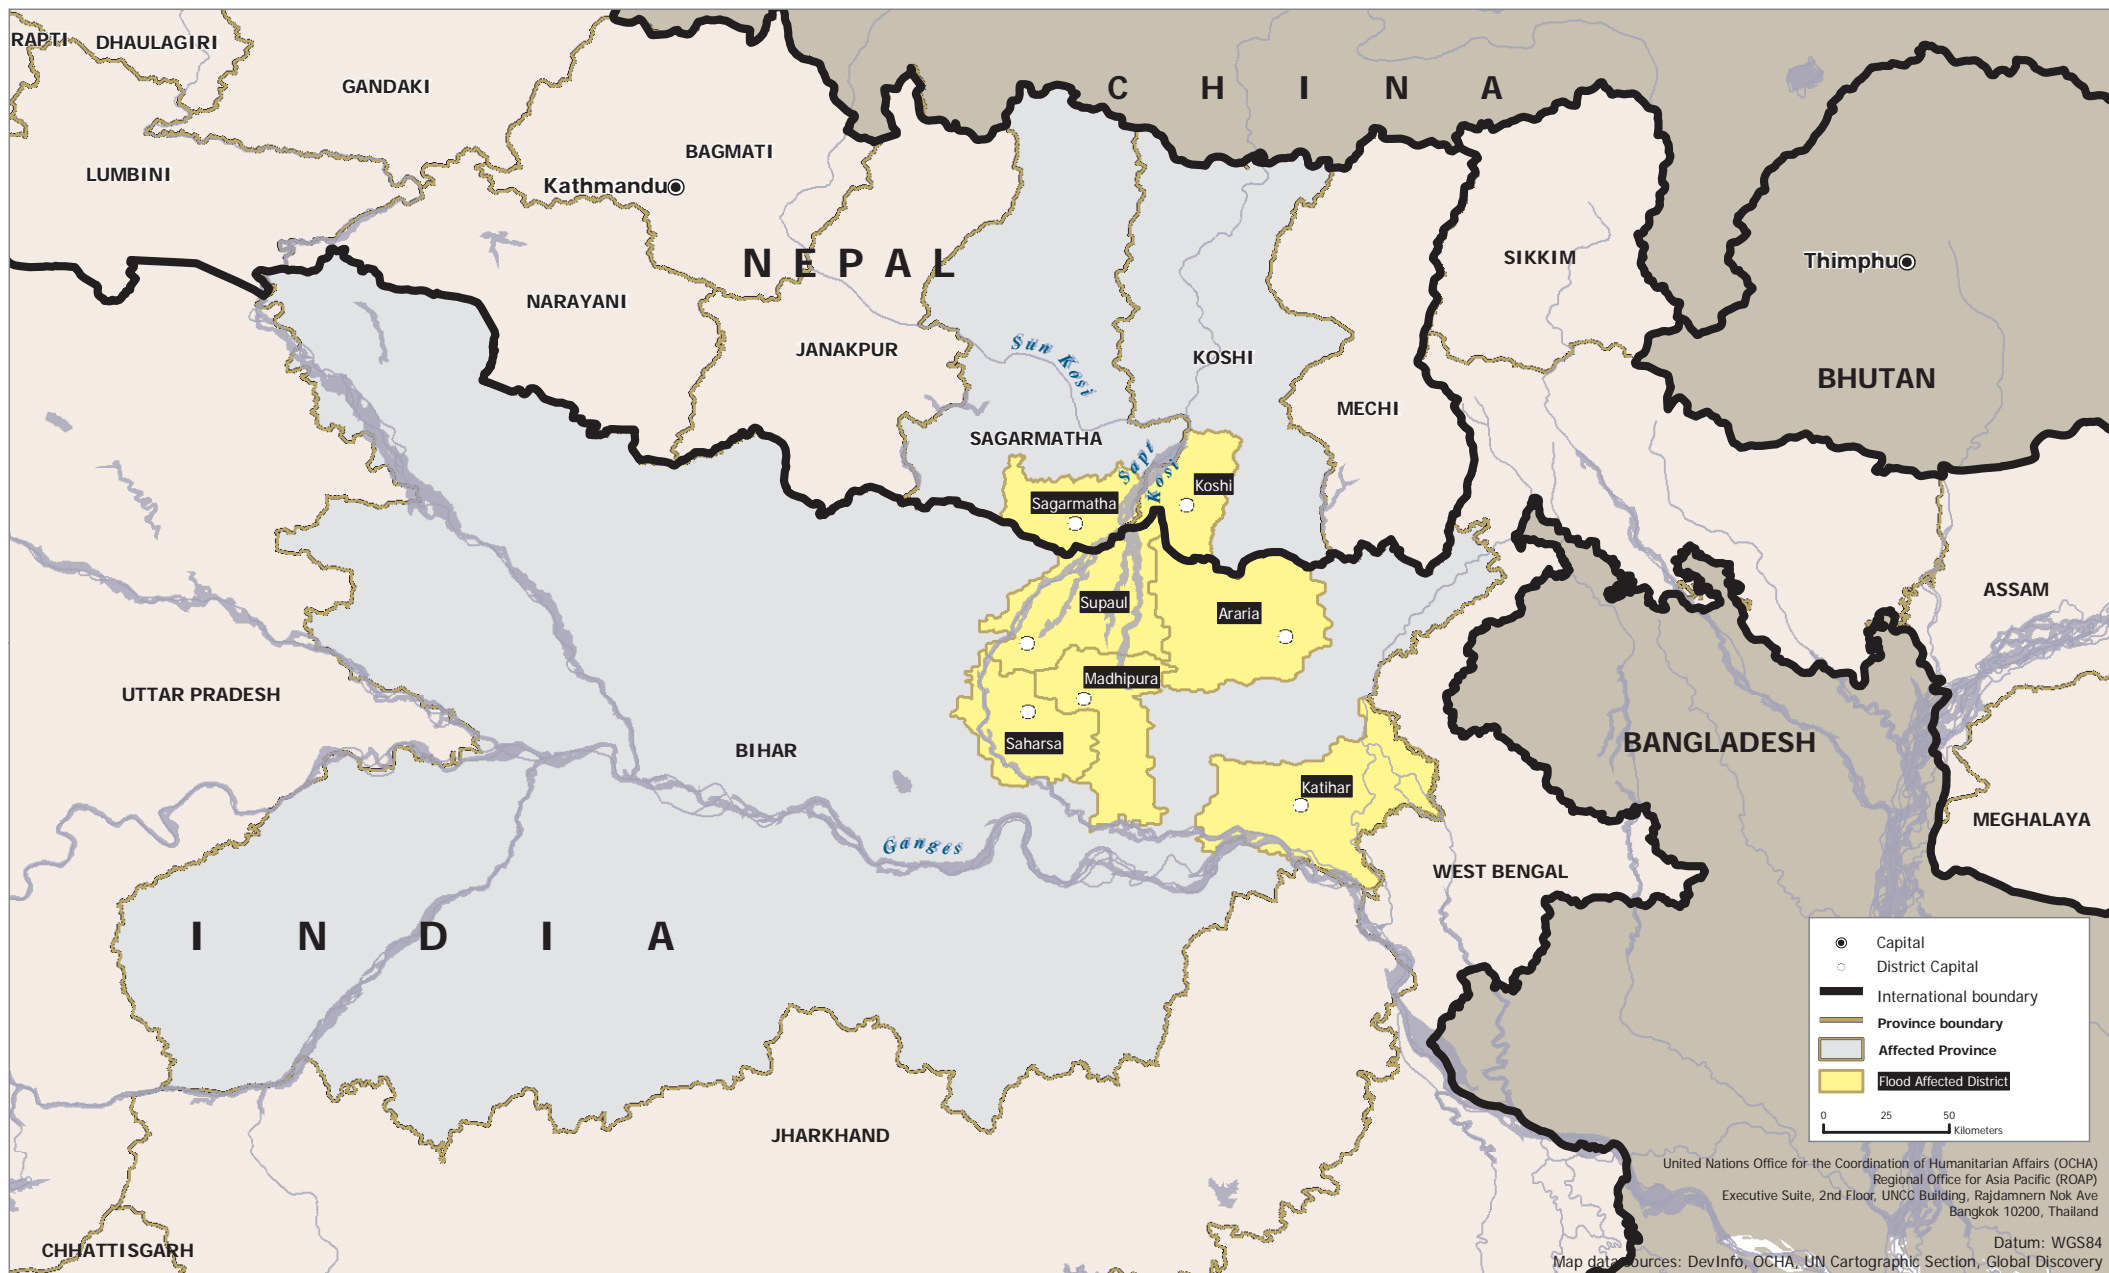 RAPTI
DHAULAGIRI
GANDAKI
CHINA
BAGMATI
LUMBINI
Kathmandu
NEPAL
SIKKIM
Thimphu
NARAYANI
JANAKPUR
Sun Kosi
KOSHI
BHUTAN
MECHI
SAGARMATHA
Sapt
Kosi
Koshi
Sagarmatha
Supaul
Araria
ASSAM
Madhipura
UTTAR PRADESH
BIHAR
Saharsa
BANGLADESH
Katihar
MEGHALAYA
Ganges
WEST BENGAL
INDIA
JHARKHAND
CHHATTISGARH
Capital
District Capital
International boundary
Province boundary
Affected Province
Flood Affected District
0 25 50
Kilometers
United Nations Office for the Coordination of Humanitarian Affairs (OCHA)
Regional Office for Asia Pacific (ROAP)
Executive Suite, 2nd Floor, UNCC Building, Rajdamnern Nok Ave
Bangkok 10200, Thailand
Datum: WGS84
Map data sources: DevInfo, OCHA, UN Cartographic Section, Global Discovery